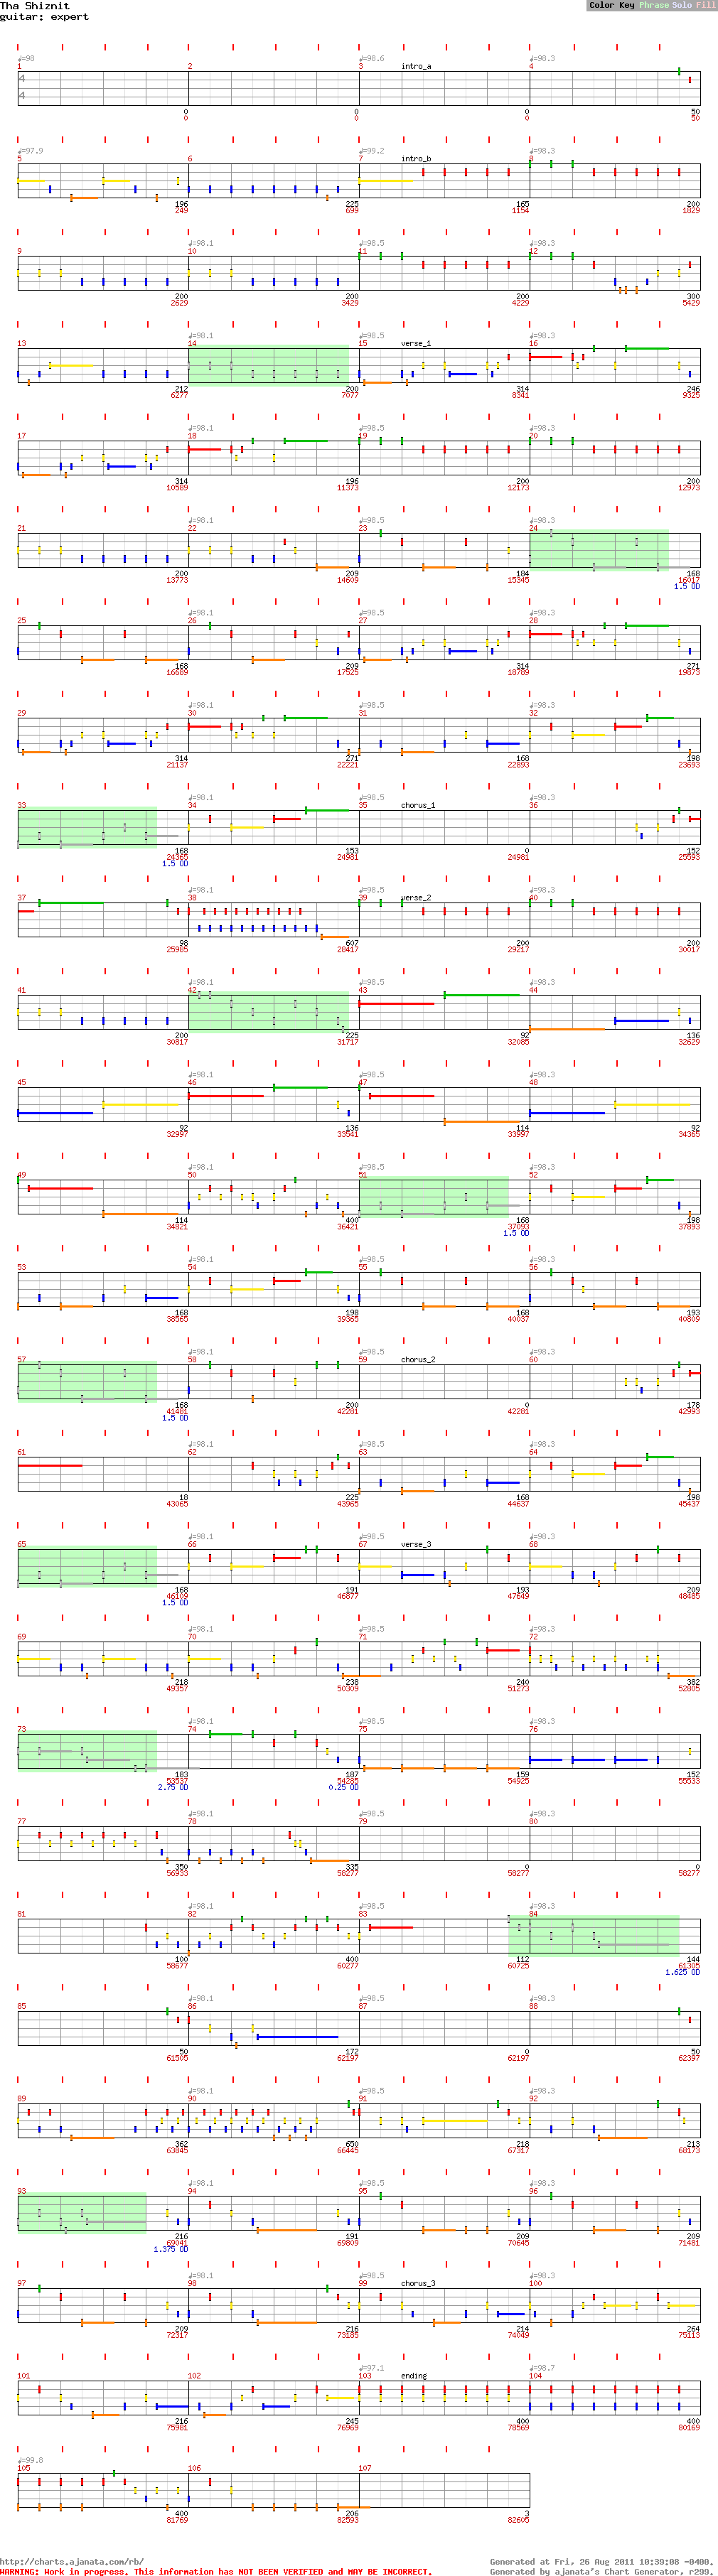 Tha Shiznit Color Key Phrase Solo Fill
guitar: expert
♩=98 ♩=98.6 ♩=98.3
1 2 3 intro_a 4
4
4
0 0 50
0 0 50
♩=97.9 ♩=99.2 ♩=98.3
5 6 7 intro_b 8
196 225 165 200
249 699 1154 1829
♩=98.1 ♩=98.5 ♩=98.3
9 10 11 12
200 200 200 300
2629 3429 4229 5429
♩=98.1 ♩=98.5 ♩=98.3
13 14 15 verse_1 16
212 200 314 246
6277 7077 8341 9325
♩=98.1 ♩=98.5 ♩=98.3
17 18 19 20
314 196 200 200
10589 11373 12173 12973
♩=98.1 ♩=98.5 ♩=98.3
21 22 23 24
200 209 184 168
13773 14609 15345 16017
1.5 OD
♩=98.1 ♩=98.5 ♩=98.3
25 26 27 28
168 209 314 271
16689 17525 18789 19873
♩=98.1 ♩=98.5 ♩=98.3
29 30 31 32
314 271 168 198
21137 22221 22893 23693
♩=98.1 ♩=98.5 ♩=98.3
33 34 35 chorus_1 36
168 153 0 152
24365 24981 24981 25593
1.5 OD
♩=98.1 ♩=98.5 ♩=98.3
37 38 39 verse_2 40
98 607 200 200
25985 28417 29217 30017
♩=98.1 ♩=98.5 ♩=98.3
41 42 43 44
200 225 92 136
30817 31717 32085 32629
♩=98.1 ♩=98.5 ♩=98.3
45 46 47 48
92 136 114 92
32997 33541 33997 34365
♩=98.1 ♩=98.5 ♩=98.3
49 50 51 52
114 400 168 198
34821 36421 37093 37893
1.5 OD
♩=98.1 ♩=98.5 ♩=98.3
53 54 55 56
168 198 168 193
38565 39365 40037 40809
♩=98.1 ♩=98.5 ♩=98.3
57 58 59 chorus_2 60
168 200 0 178
41481 42281 42281 42993
1.5 OD
♩=98.1 ♩=98.5 ♩=98.3
61 62 63 64
18 225 168 198
43065 43965 44637 45437
♩=98.1 ♩=98.5 ♩=98.3
65 66 67 verse_3 68
168 191 193 209
46109 46877 47649 48485
1.5 OD
♩=98.1 ♩=98.5 ♩=98.3
69 70 71 72
218 238 240 382
49357 50309 51273 52805
♩=98.1 ♩=98.5 ♩=98.3
73 74 75 76
183 187 159 152
53537 54285 54925 55533
2.75 OD 0.25 OD
♩=98.1 ♩=98.5 ♩=98.3
77 78 79 80
350 335 0 0
56933 58277 58277 58277
♩=98.1 ♩=98.5 ♩=98.3
81 82 83 84
100 400 112 144
58677 60277 60725 61305
1.625 OD
♩=98.1 ♩=98.5 ♩=98.3
85 86 87 88
50 172 0 50
61505 62197 62197 62397
♩=98.1 ♩=98.5 ♩=98.3
89 90 91 92
362 650 218 213
63845 66445 67317 68173
♩=98.1 ♩=98.5 ♩=98.3
93 94 95 96
216 191 209 209
69041 69809 70645 71481
1.375 OD
♩=98.1 ♩=98.5 ♩=98.3
97 98 99 chorus_3 100
209 216 214 264
72317 73185 74049 75113
♩=97.1 ♩=98.7
101 102 103 ending 104
216 245 400 400
75981 76969 78569 80169
♩=99.8
105 106 107
400 206 3
81769 82593 82605
http://charts.ajanata.com/rb/ Generated at Fri, 26 Aug 2011 10:39:08 -0400.
WARNING: Work in progress. This information has NOT BEEN VERIFIED and MAY BE INCORRECT. Generated by ajanata's Chart Generator, r299.